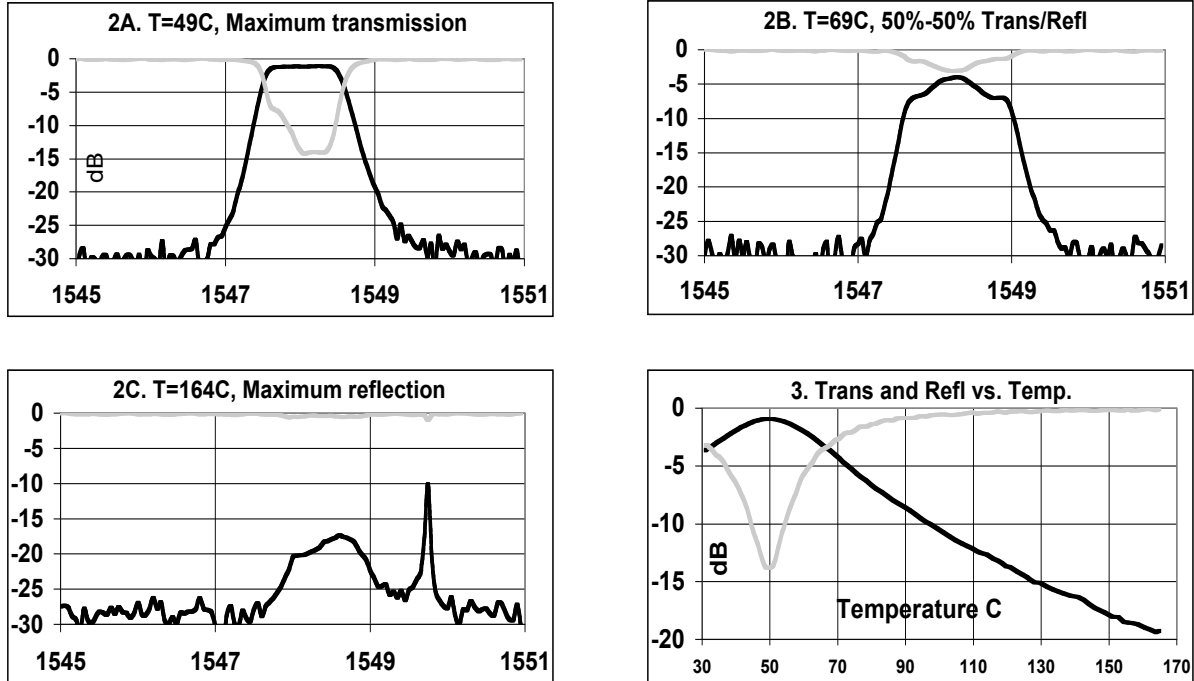 2A. T=49C, Maximum transmission
0
-5
-10
-15
-20
-25
-30
dB
1545 1547 1549 1551
2B. T=69C, 50%-50% Trans/Refl
0
-5
-10
-15
-20
-25
-30
1545 1547 1549 1551
2C. T=164C, Maximum reflection
0
-5
-10
-15
-20
-25
-30
1545 1547 1549 1551
3. Trans and Refl vs. Temp.
0
-5
-10
-15
-20
dB
Temperature C
30 50 70 90 110 130 150 170